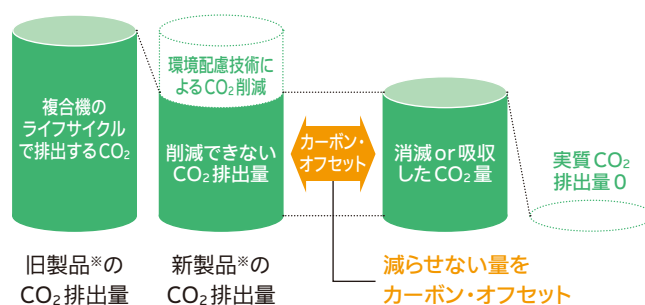 複合機の
ライフサイクル
で排出するCO₂
環境配慮技術に
よるCO₂削減
削減できない
CO₂排出量
カーボン・
オフセット
消滅or吸収
したCO₂量
実質CO₂
排出量0
旧製品※の
CO₂排出量
新製品※の
CO₂排出量
減らせない量を
カーボン・オフセット